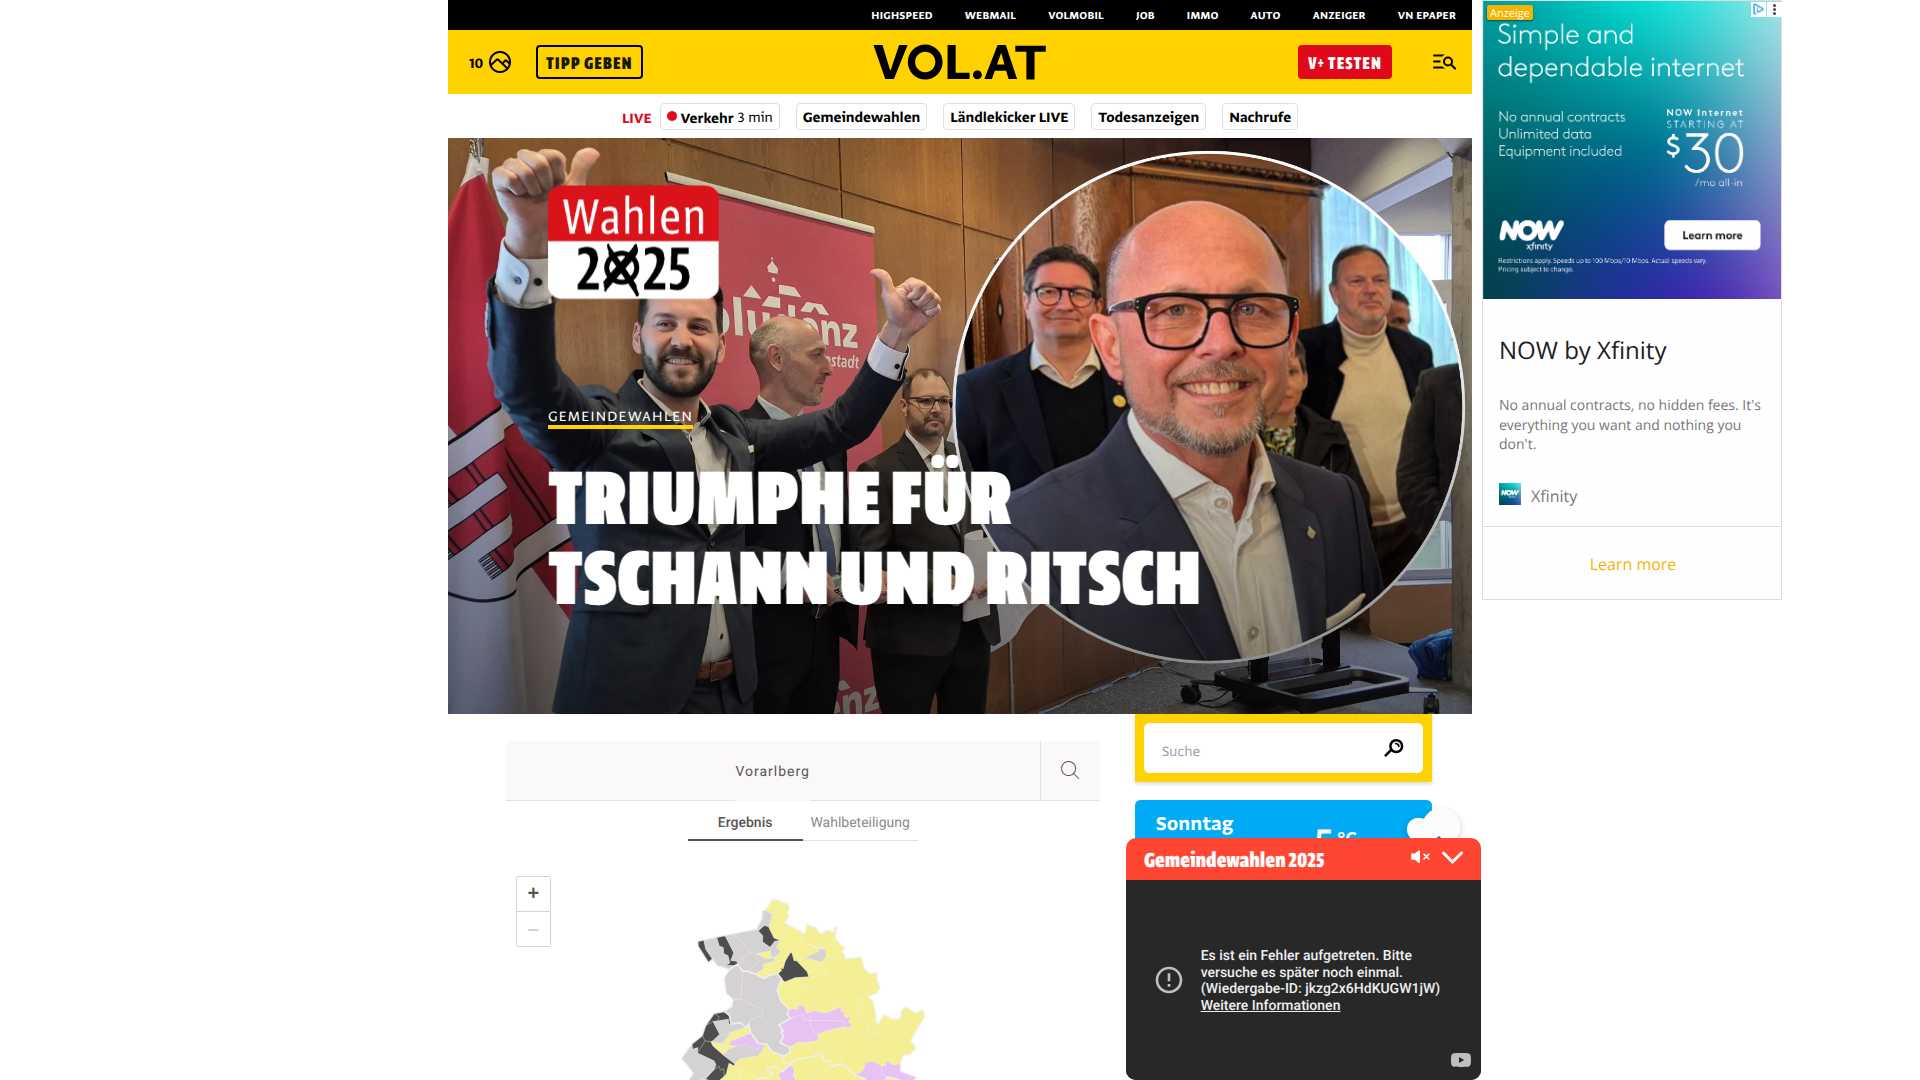 HIGHSPEED WEBMAIL VOLMOBIL JOB IMMO AUTO ANZEIGER VN EPAPER
10 TIPP GEBEN VOL.AT V+ TESTEN
LIVE Verkehr 3 min Gemeindewahlen Ländlekicker LIVE Todesanzeigen Nachrufe
Wahlen
2025
GEMEINDEWAHLEN
TRIUMPHE FÜR
TSCHANN UND RITSCH
Vorarlberg
Ergebnis Wahlbeteiligung
+
−
Suche
Sonntag
Gemeindewahlen 2025
Es ist ein Fehler aufgetreten. Bitte
versuche es später noch einmal.
(Wiedergabe-ID: jkzg2x6HdKUGW1jW)
Weitere Informationen
Anzeige
Simple and
dependable internet
No annual contracts
Unlimited data
Equipment included
NOW Internet
STARTING AT
$30
/mo all-in
NOW
xfinity
Learn more
Restrictions apply. Speeds up to 100 Mbps/10 Mbps. Actual speeds vary.
Pricing subject to change.
NOW by Xfinity
No annual contracts, no hidden fees. It's
everything you want and nothing you
don't.
NOW Xfinity
Learn more